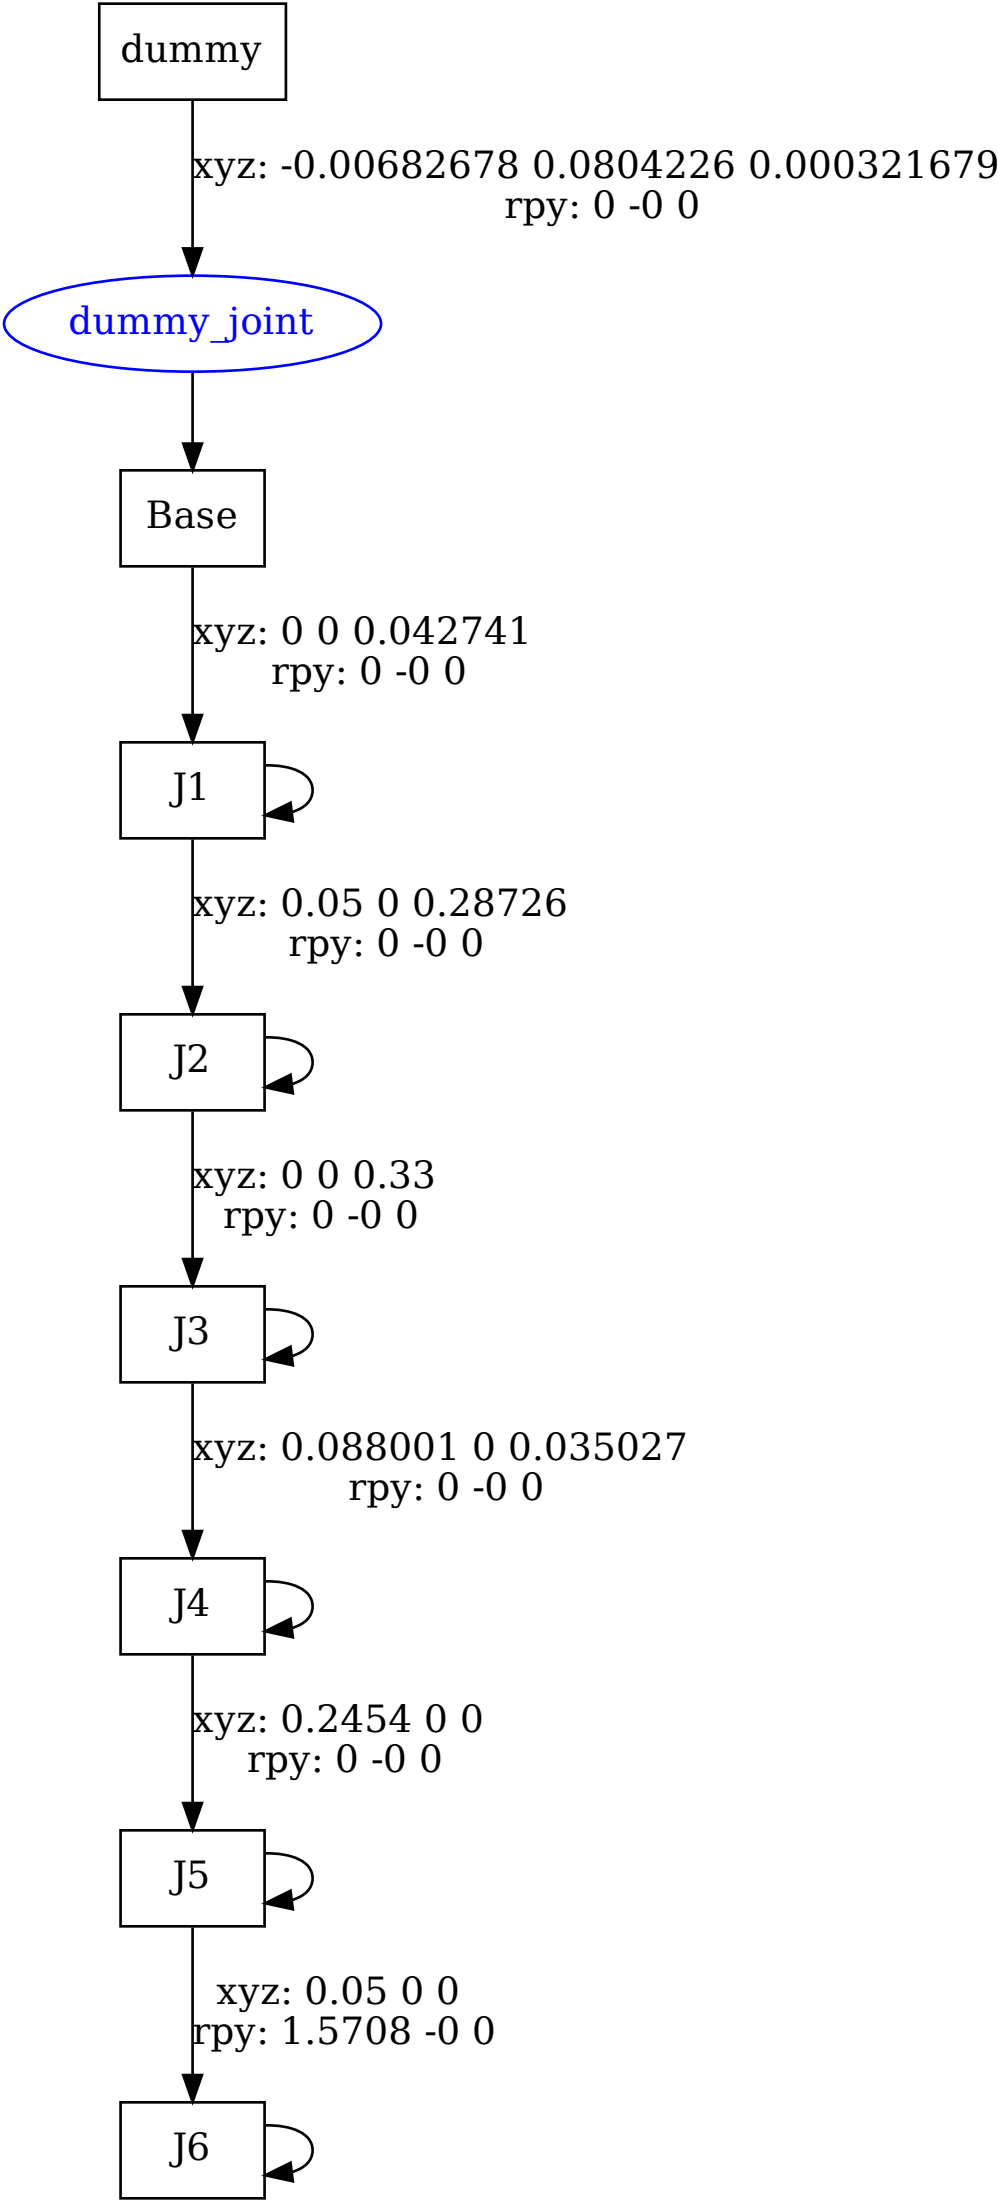 dummy
xyz: -0.00682678 0.0804226 0.000321679
rpy: 0 -0 0
dummy_joint
Base
xyz: 0 0 0.042741
rpy: 0 -0 0
J1
xyz: 0.05 0 0.28726
rpy: 0 -0 0
J2
xyz: 0 0 0.33
rpy: 0 -0 0
J3
xyz: 0.088001 0 0.035027
rpy: 0 -0 0
J4
xyz: 0.2454 0 0
rpy: 0 -0 0
J5
xyz: 0.05 0 0
rpy: 1.5708 -0 0
J6